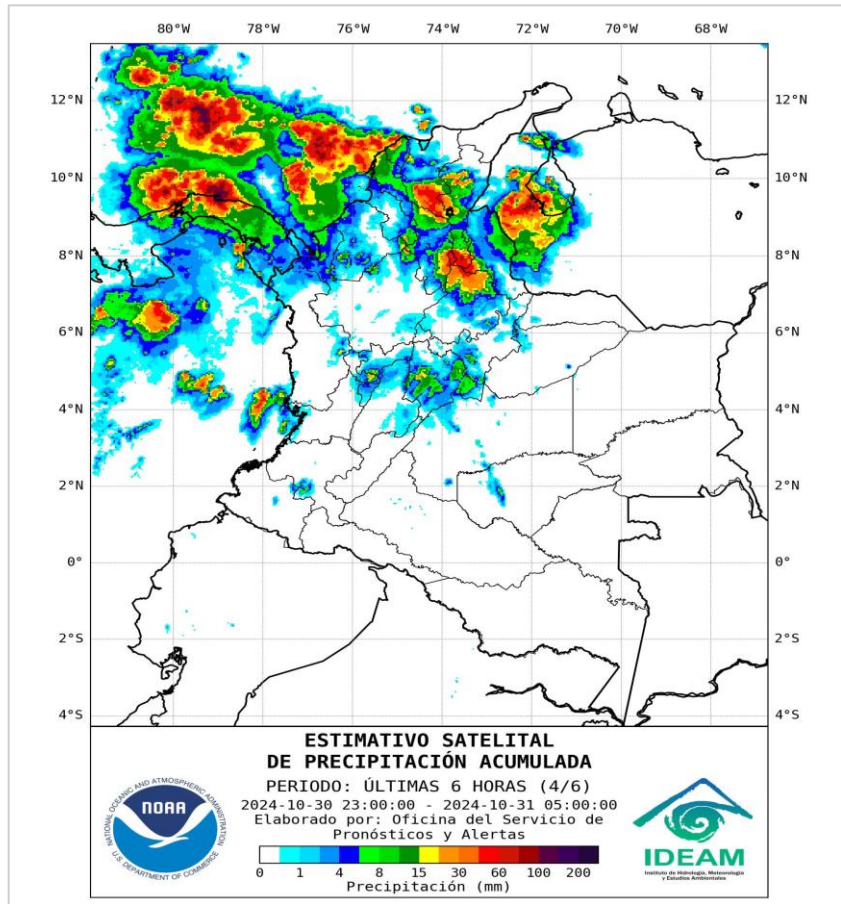 80°W 78°W 76°W 74°W 72°W 70°W 68°W
12°N 12°N
10°N 10°N
8°N 8°N
6°N 6°N
4°N 4°N
2°N 2°N
0° 0°
2°S 2°S
4°S 4°S
ESTIMATIVO SATELITAL
DE PRECIPITACIÓN ACUMULADA
PERIODO: ÚLTIMAS 6 HORAS (4/6)
2024-10-30 23:00:00 - 2024-10-31 05:00:00
Elaborado por: Oficina del Servicio de
Pronósticos y Alertas
0 1 4 8 15 30 60 100 200
Precipitación (mm)
NATIONAL OCEANIC AND ATMOSPHERIC ADMINISTRATION
NOAA
U.S. DEPARTMENT OF COMMERCE
IDEAM
Instituto de Hidrología, Meteorología
y Estudios Ambientales